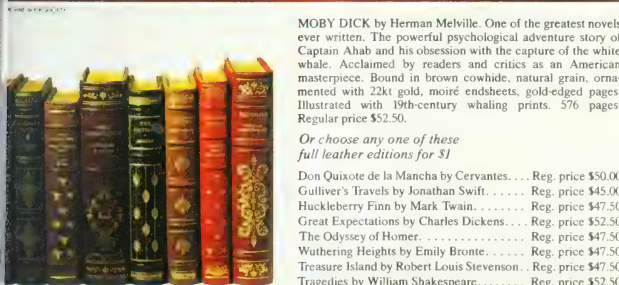 MOBY DICK by Herman Melville. One of the greatest novels
ever written. The powerful psychological adventure story of
Captain Ahab and his obsession with the capture of the white
whale. Acclaimed by readers and critics as an American
masterpiece. Bound in brown cowhide, natural grain, orna-
mented with 22kt gold, moiré endsheets, gold-edged pages.
Illustrated with 19th-century whaling prints. 576 pages.
Regular price $52.50.
Or choose any one of these
full leather editions for $1
Don Quixote de la Mancha by Cervantes.... Reg. price $50.00
Gulliver's Travels by Jonathan Swift...... Reg. price $45.00
Huckleberry Finn by Mark Twain........ Reg. price $47.50
Great Expectations by Charles Dickens.... Reg. price $52.50
The Odyssey of Homer................ Reg. price $47.50
Wuthering Heights by Emily Bronte...... Reg. price $47.50
Treasure Island by Robert Louis Stevenson.. Reg. price $47.50
Tragedies by William Shakespeare........ Reg. price $52.50